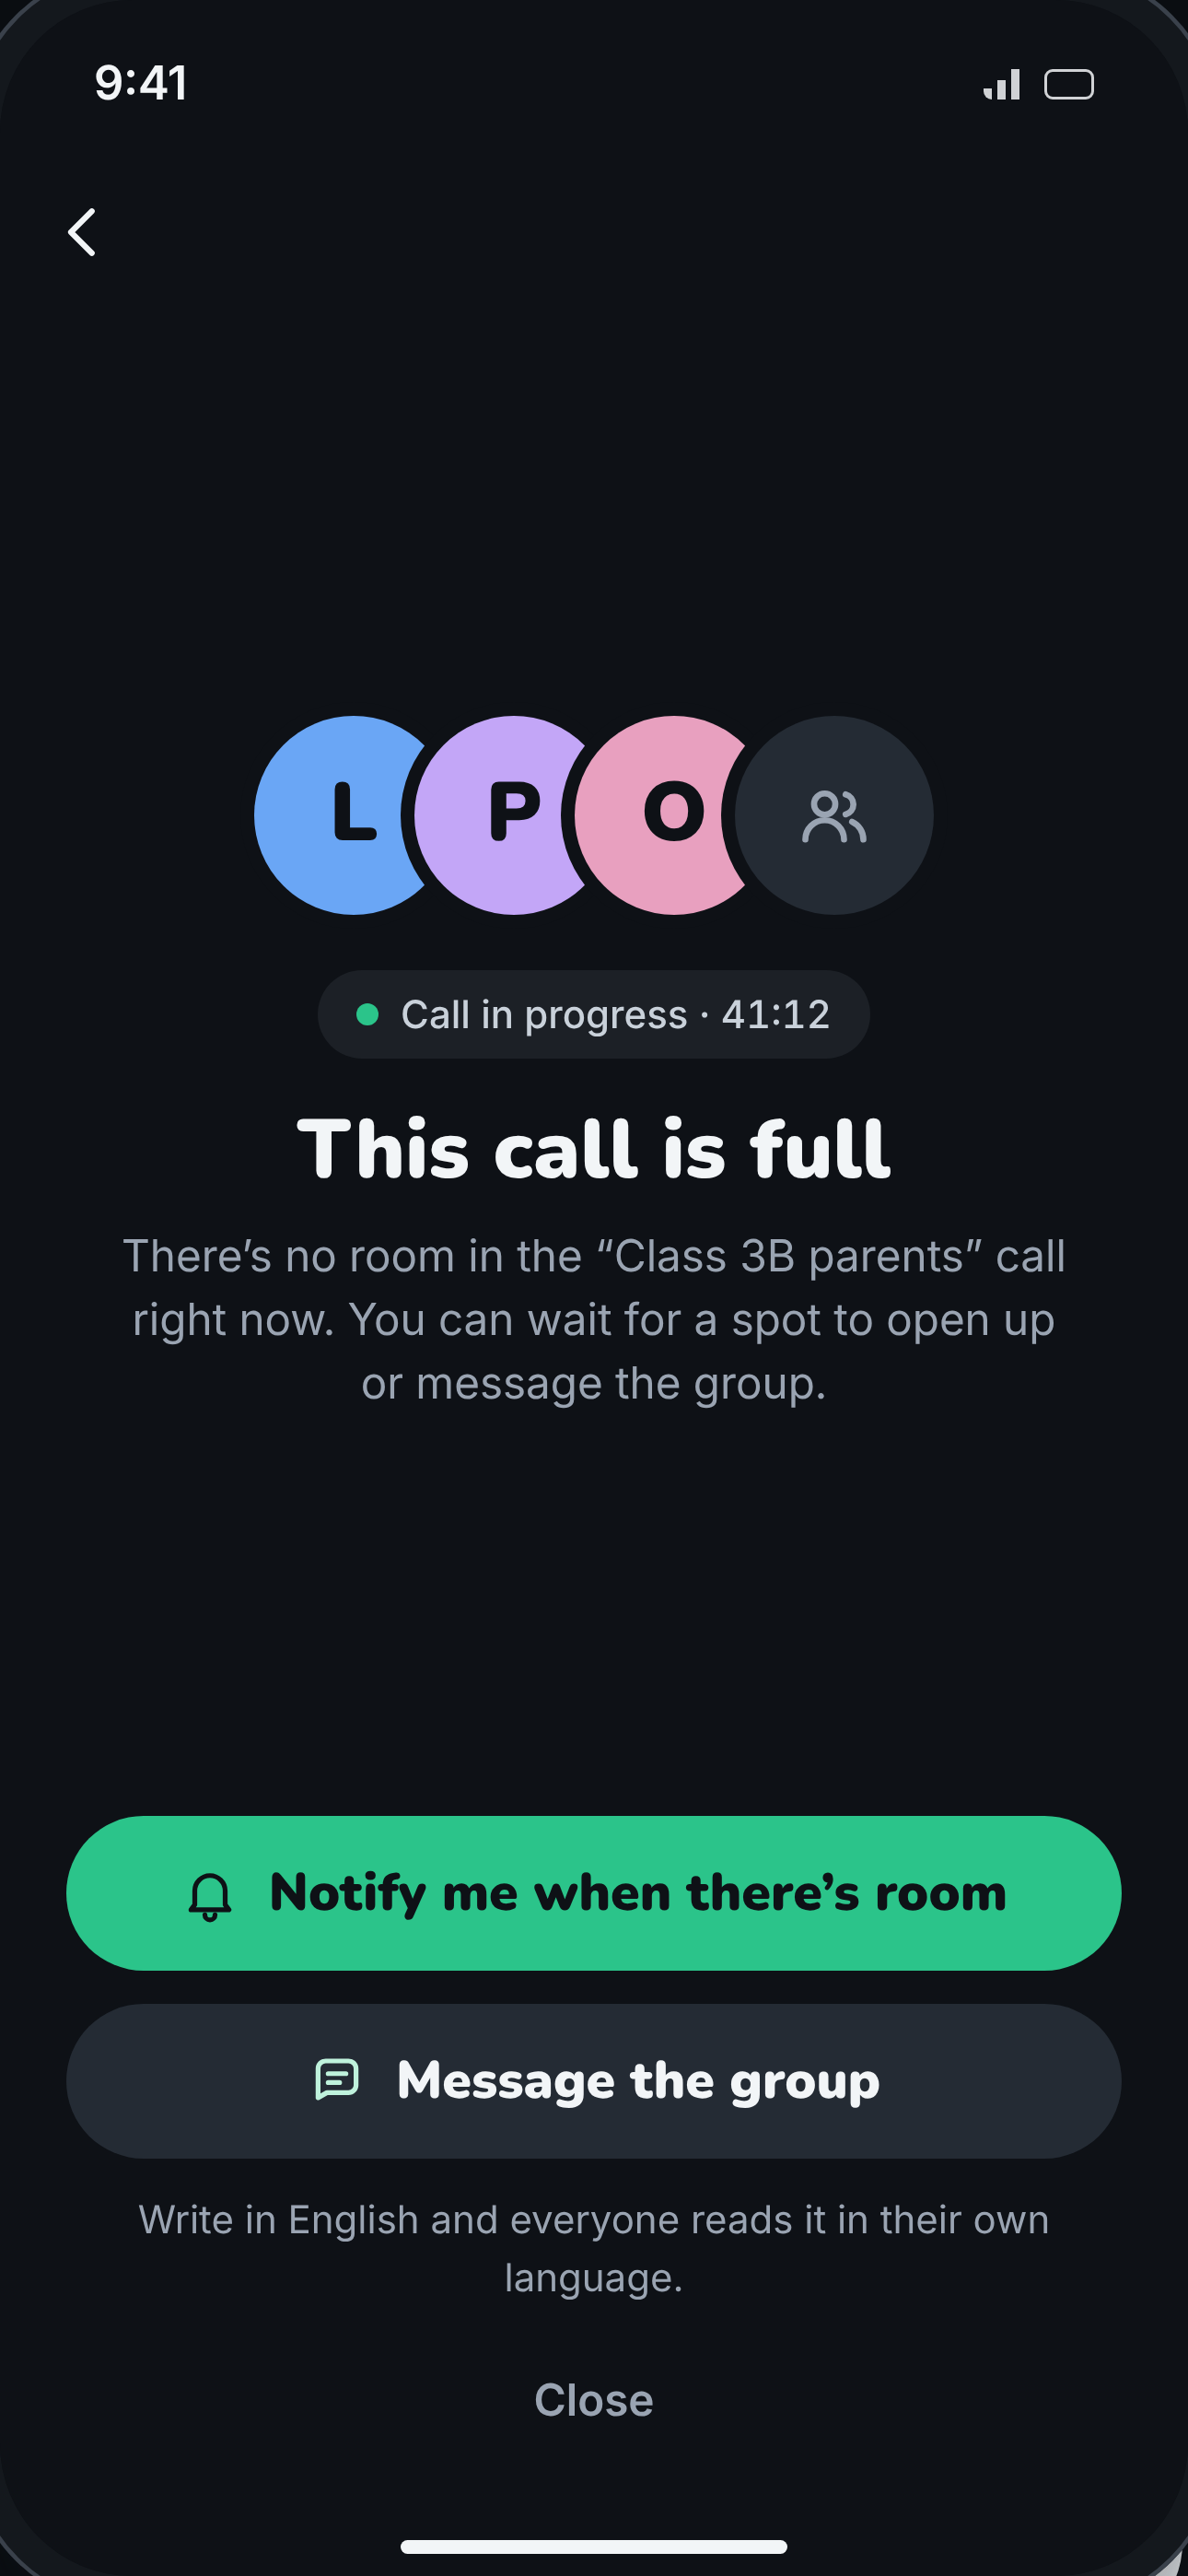 9:41
L P O
Call in progress · 41:12
This call is full
There’s no room in the “Class 3B parents” call
right now. You can wait for a spot to open up
or message the group.
Notify me when there’s room
Message the group
Write in English and everyone reads it in their own
language.
Close